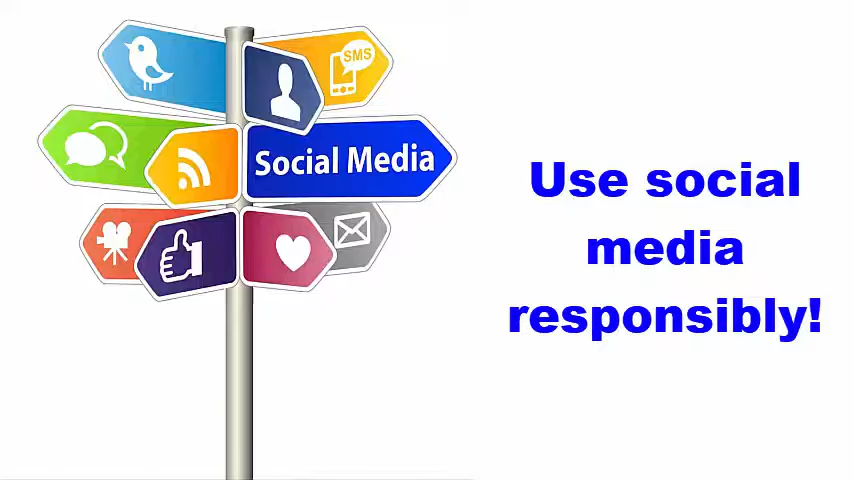 SMS
Social Media
Use social
media
responsibly!